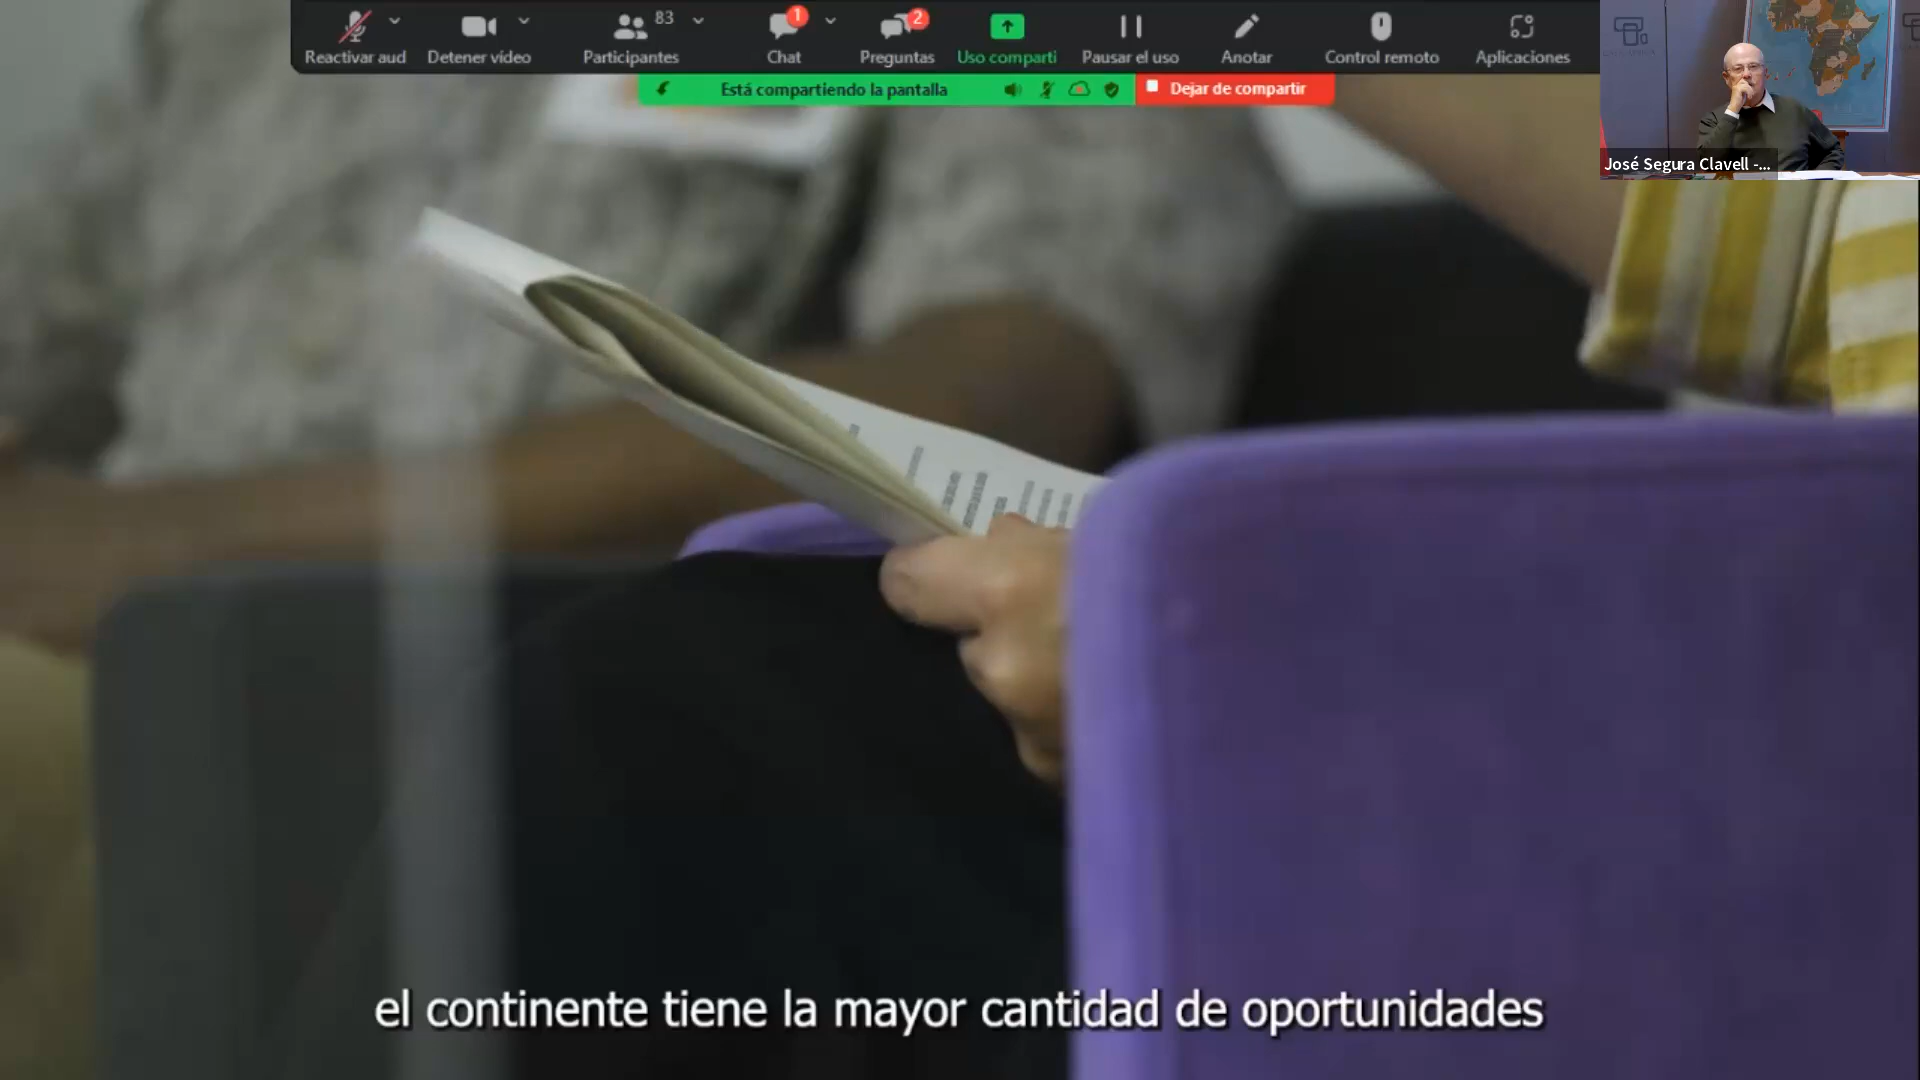 Reactivar aud
Detener vídeo
83
Participantes
1
Chat
2
Preguntas
Uso comparti
Pausar el uso
Anotar
Control remoto
Aplicaciones
Está compartiendo la pantalla
Dejar de compartir
José Segura Clavell -...
el continente tiene la mayor cantidad de oportunidades